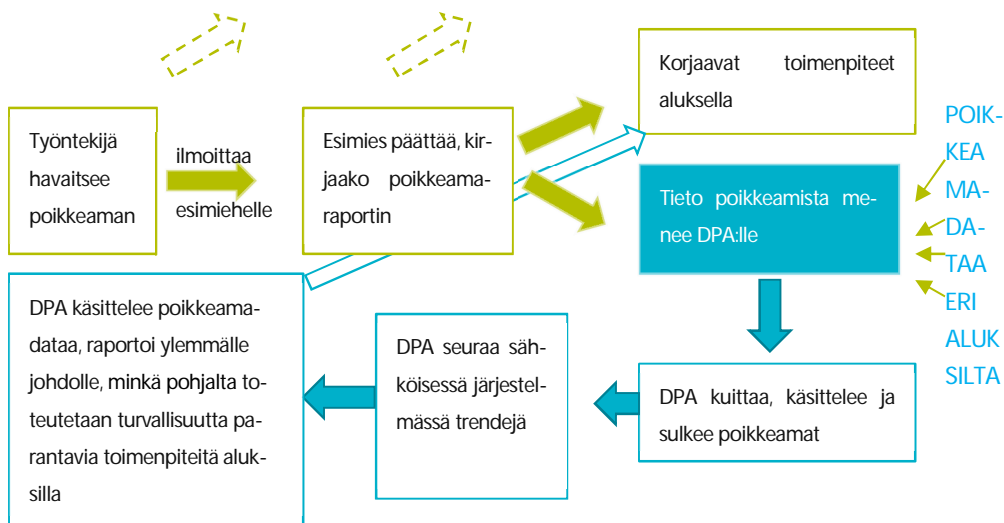 Työntekijä
havaitsee
poikkeaman
ilmoittaa
esimiehelle
Esimies päättää, kir-
jaako poikkeama-
raportin
Korjaavat toimenpiteet
aluksella
Tieto poikkeamista me-
nee DPA:lle
POIK-
KEA
MA-
DA-
TAA
ERI
ALUK
SILTA
DPA kuittaa, käsittelee ja
sulkee poikkeamat
DPA seuraa säh-
köisessä järjestel-
mässä trendejä
DPA käsittelee poikkeama-
dataa, raportoi ylemmälle
johdolle, minkä pohjalta to-
teutetaan turvallisuutta pa-
rantavia toimenpiteitä aluk-
silla